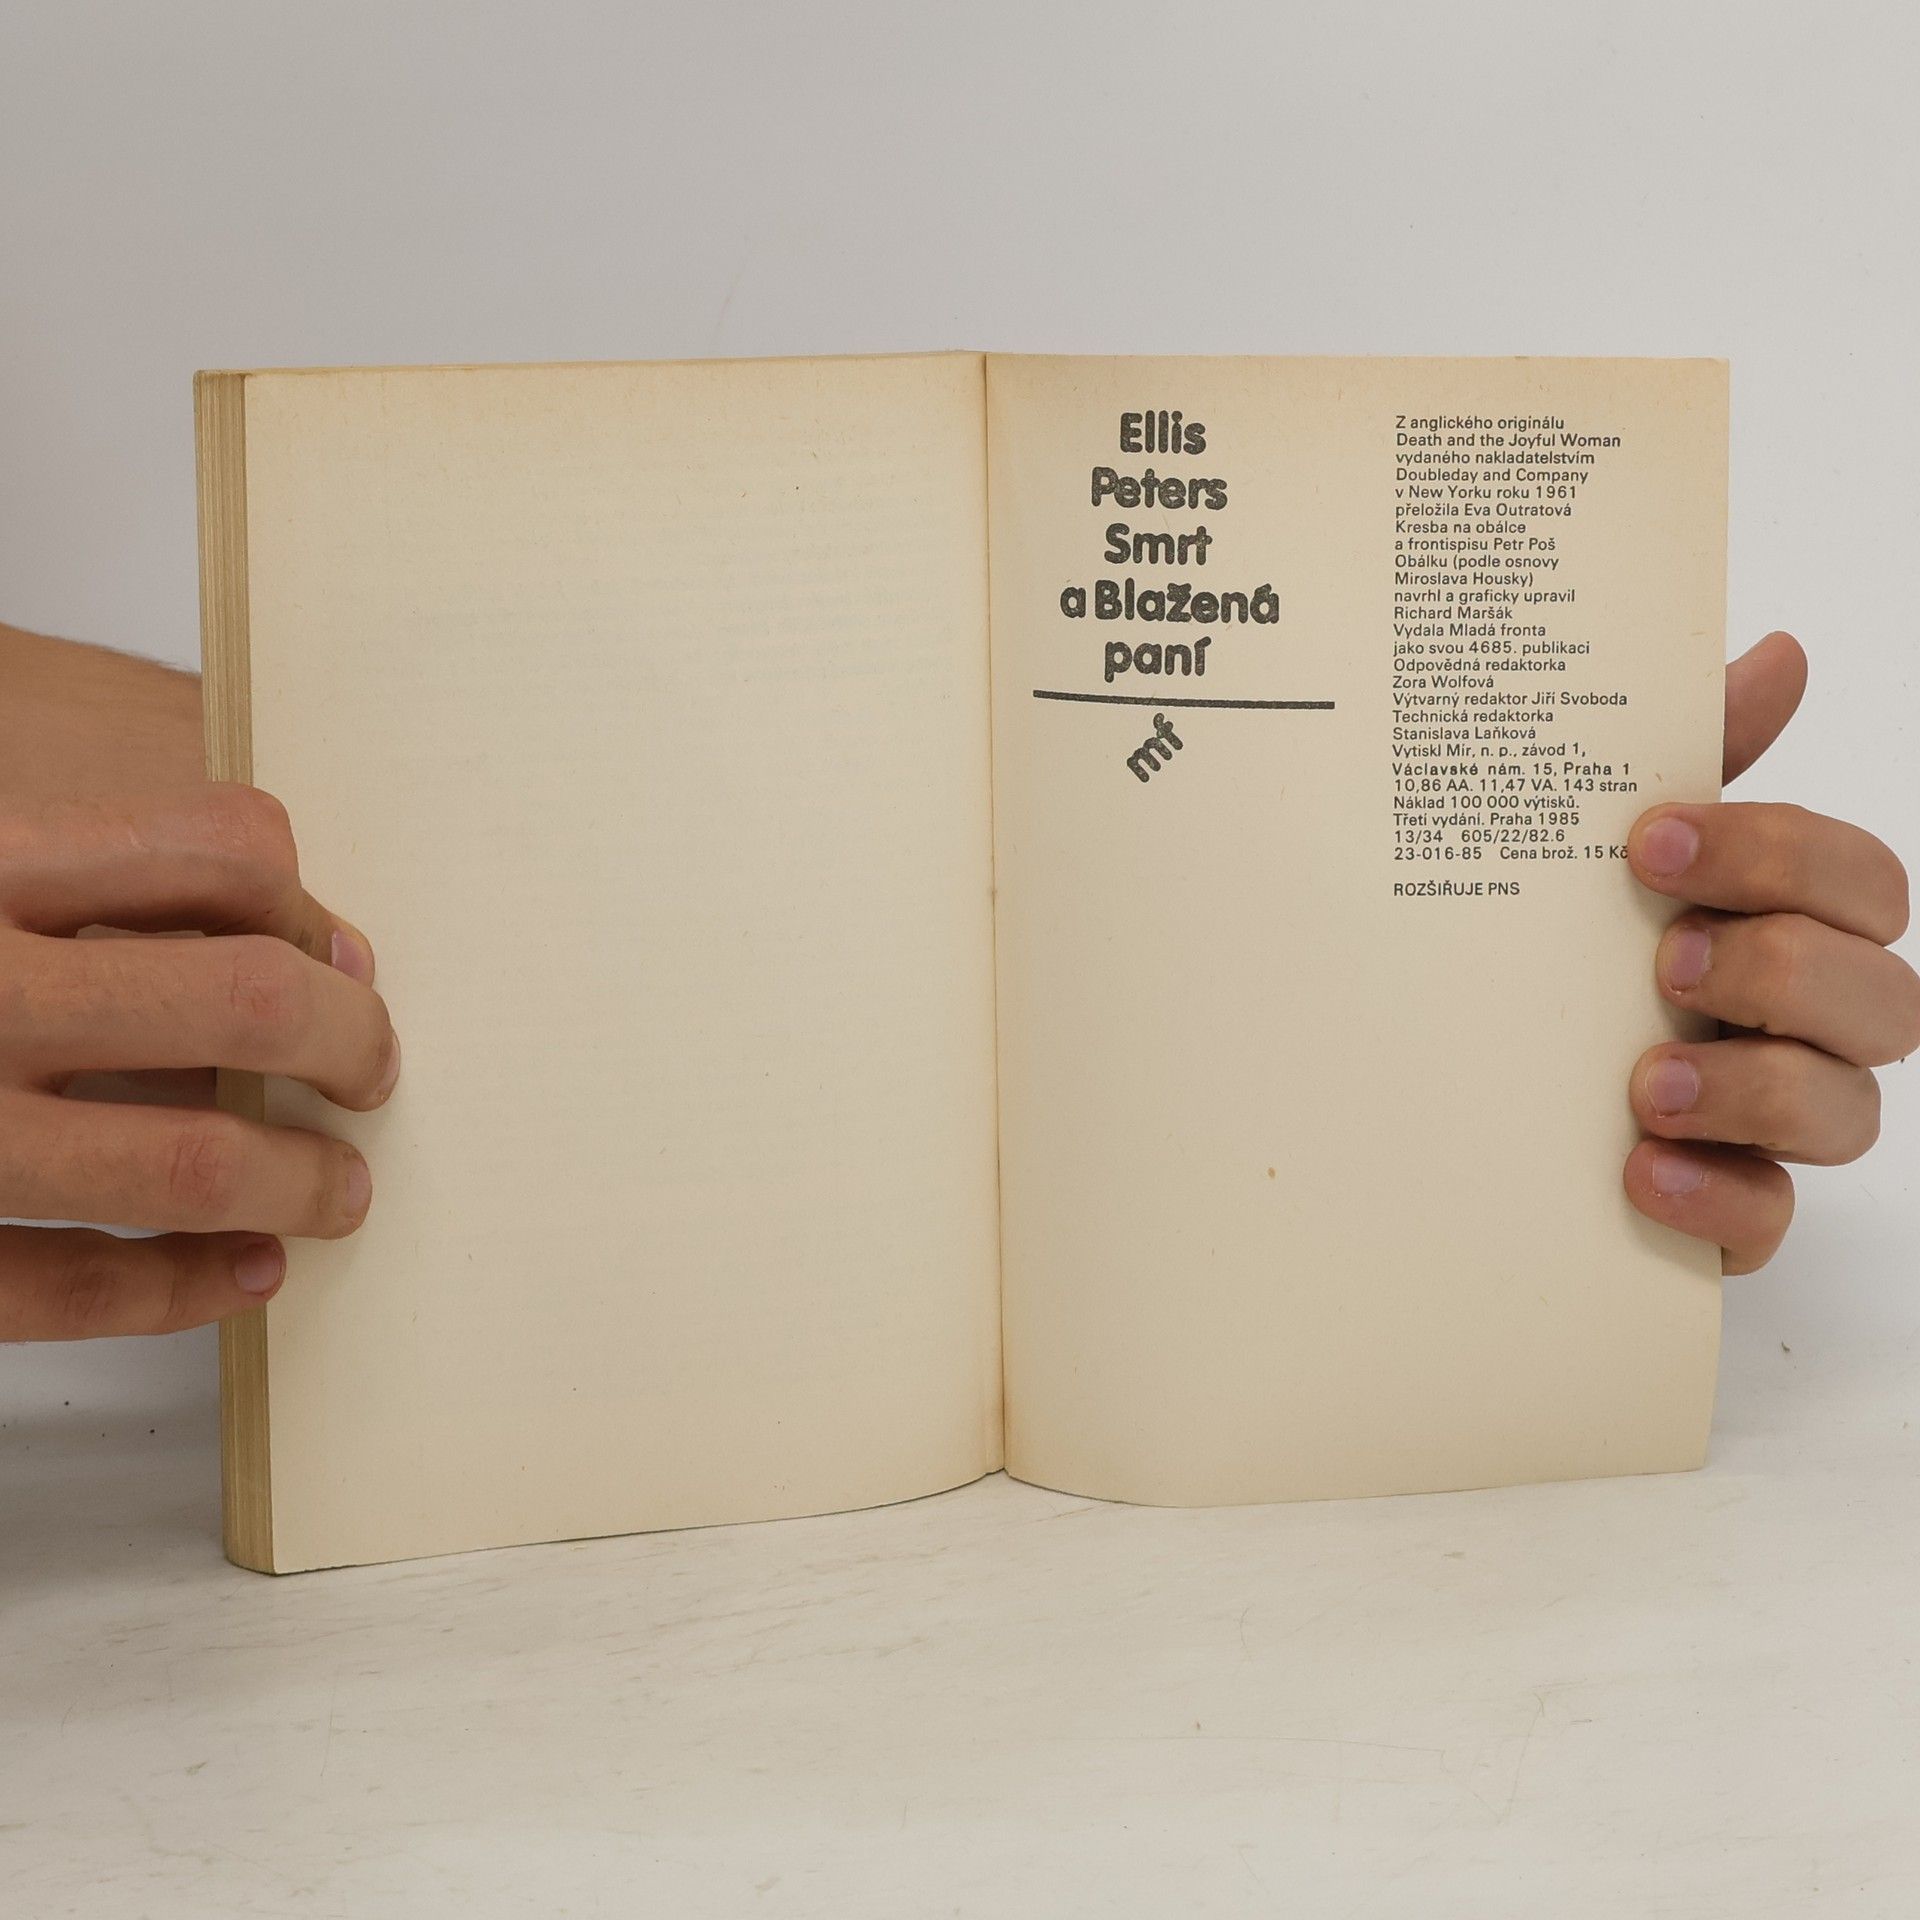 Ellis
Peters
Smrt
a Blažená
paní
mf
Z anglického originálu
Death and the Joyful Woman
vydaného nakladatelstvím
Doubleday and Company
v New Yorku roku 1961
přeložila Eva Outratová
Kresba na obálce
a frontispisu Petr Poš
Obálku (podle osnovy
Miroslava Housky)
navrhl a graficky upravil
Richard Maršák
Vydala Mladá fronta
jako svou 4685. publikaci
Odpovědná redaktorka
Zora Wolfová
Výtvarný redaktor Jiří Svoboda
Technická redaktorka
Stanislava Laňková
Vytiskl Mír, n. p., závod 1,
Václavské nám. 15, Praha 1
10,86 AA. 11,47 VA. 143 stran
Náklad 100 000 výtisků.
Třetí vydání. Praha 1985
13/34 605/22/82.6
23-016-85 Cena brož. 15 Kč
ROZŠIŘUJE PNS